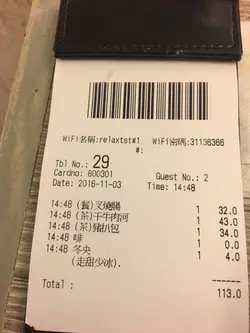 WiFi名稱:relaxtst#1 WiFi密碼:31136366
#:
Tbl No.: 29
Cardno: B00301 Guest No.: 2
Date: 2016-11-03 Time: 14:48
14:48 (餐)叉燒腸 1 32.0
14:48 (茶)干牛肉河 1 43.0
14:48 (茶)豬扒包 1 34.0
14:48 啡 1 0.0
14:48 冬央 1 4.0
(走甜少冰).
Total : 113.0